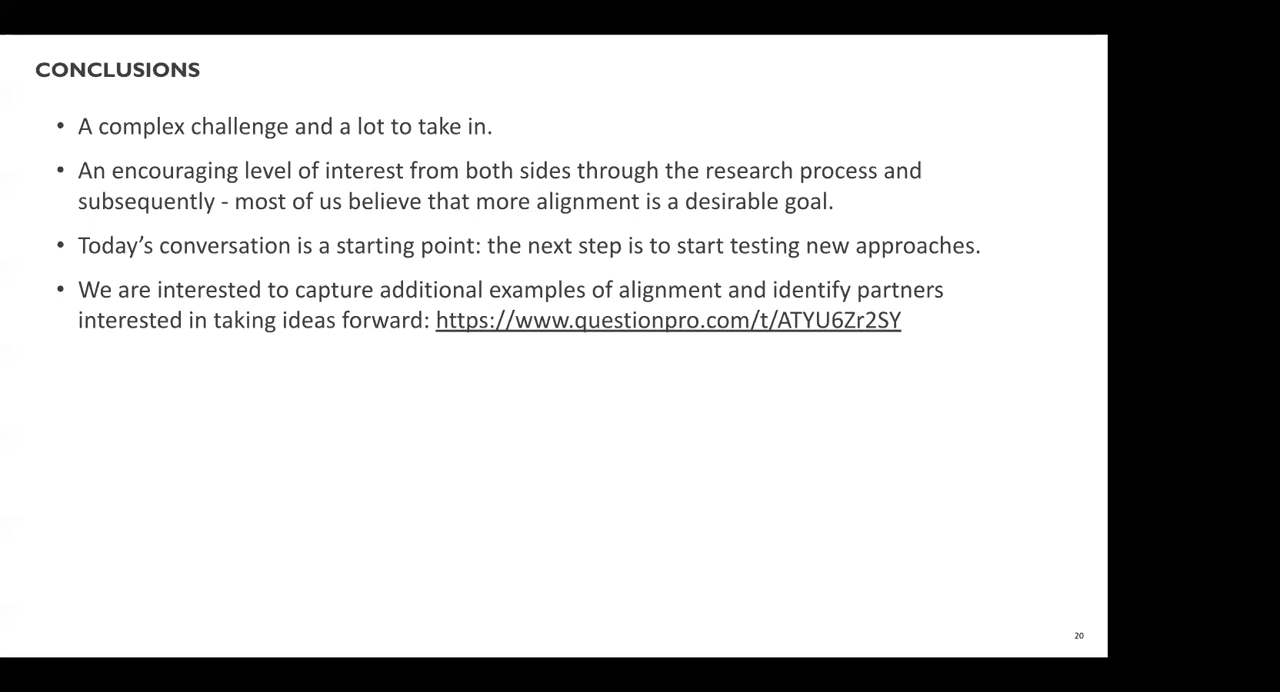 CONCLUSIONS
• A complex challenge and a lot to take in.
• An encouraging level of interest from both sides through the research process and
subsequently - most of us believe that more alignment is a desirable goal.
• Today’s conversation is a starting point: the next step is to start testing new approaches.
• We are interested to capture additional examples of alignment and identify partners
interested in taking ideas forward: https://www.questionpro.com/t/ATYU6Zr2SY
20